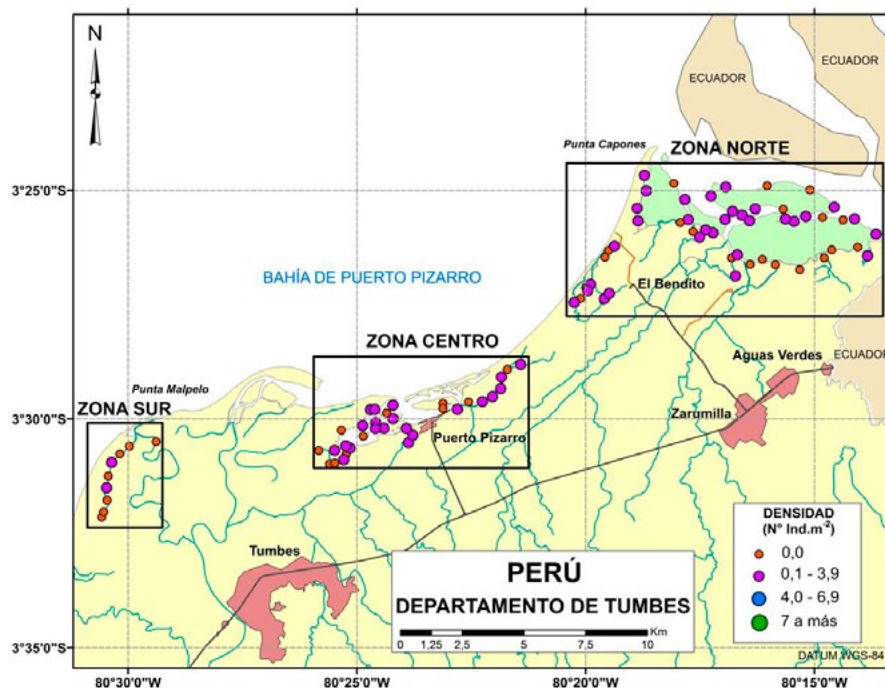 N
ECUADOR
ECUADOR
Punta Capones
ZONA NORTE
3°25'0"S
BAHÍA DE PUERTO PIZARRO
El Bendito
ZONA CENTRO
Aguas Verdes
ECUADOR
Punta Malpelo
ZONA SUR
3°30'0"S
Zarumilla
Puerto Pizarro
DENSIDAD
(N° Ind.m-²)
0,0
0,1 - 3,9
4,0 - 6,9
7 a más
Tumbes
PERÚ
DEPARTAMENTO DE TUMBES
Km
0 1,25 2,5 5 7,5 10
3°35'0"S
DATUM WGS-84
80°30'0"W 80°25'0"W 80°20'0"W 80°15'0"W